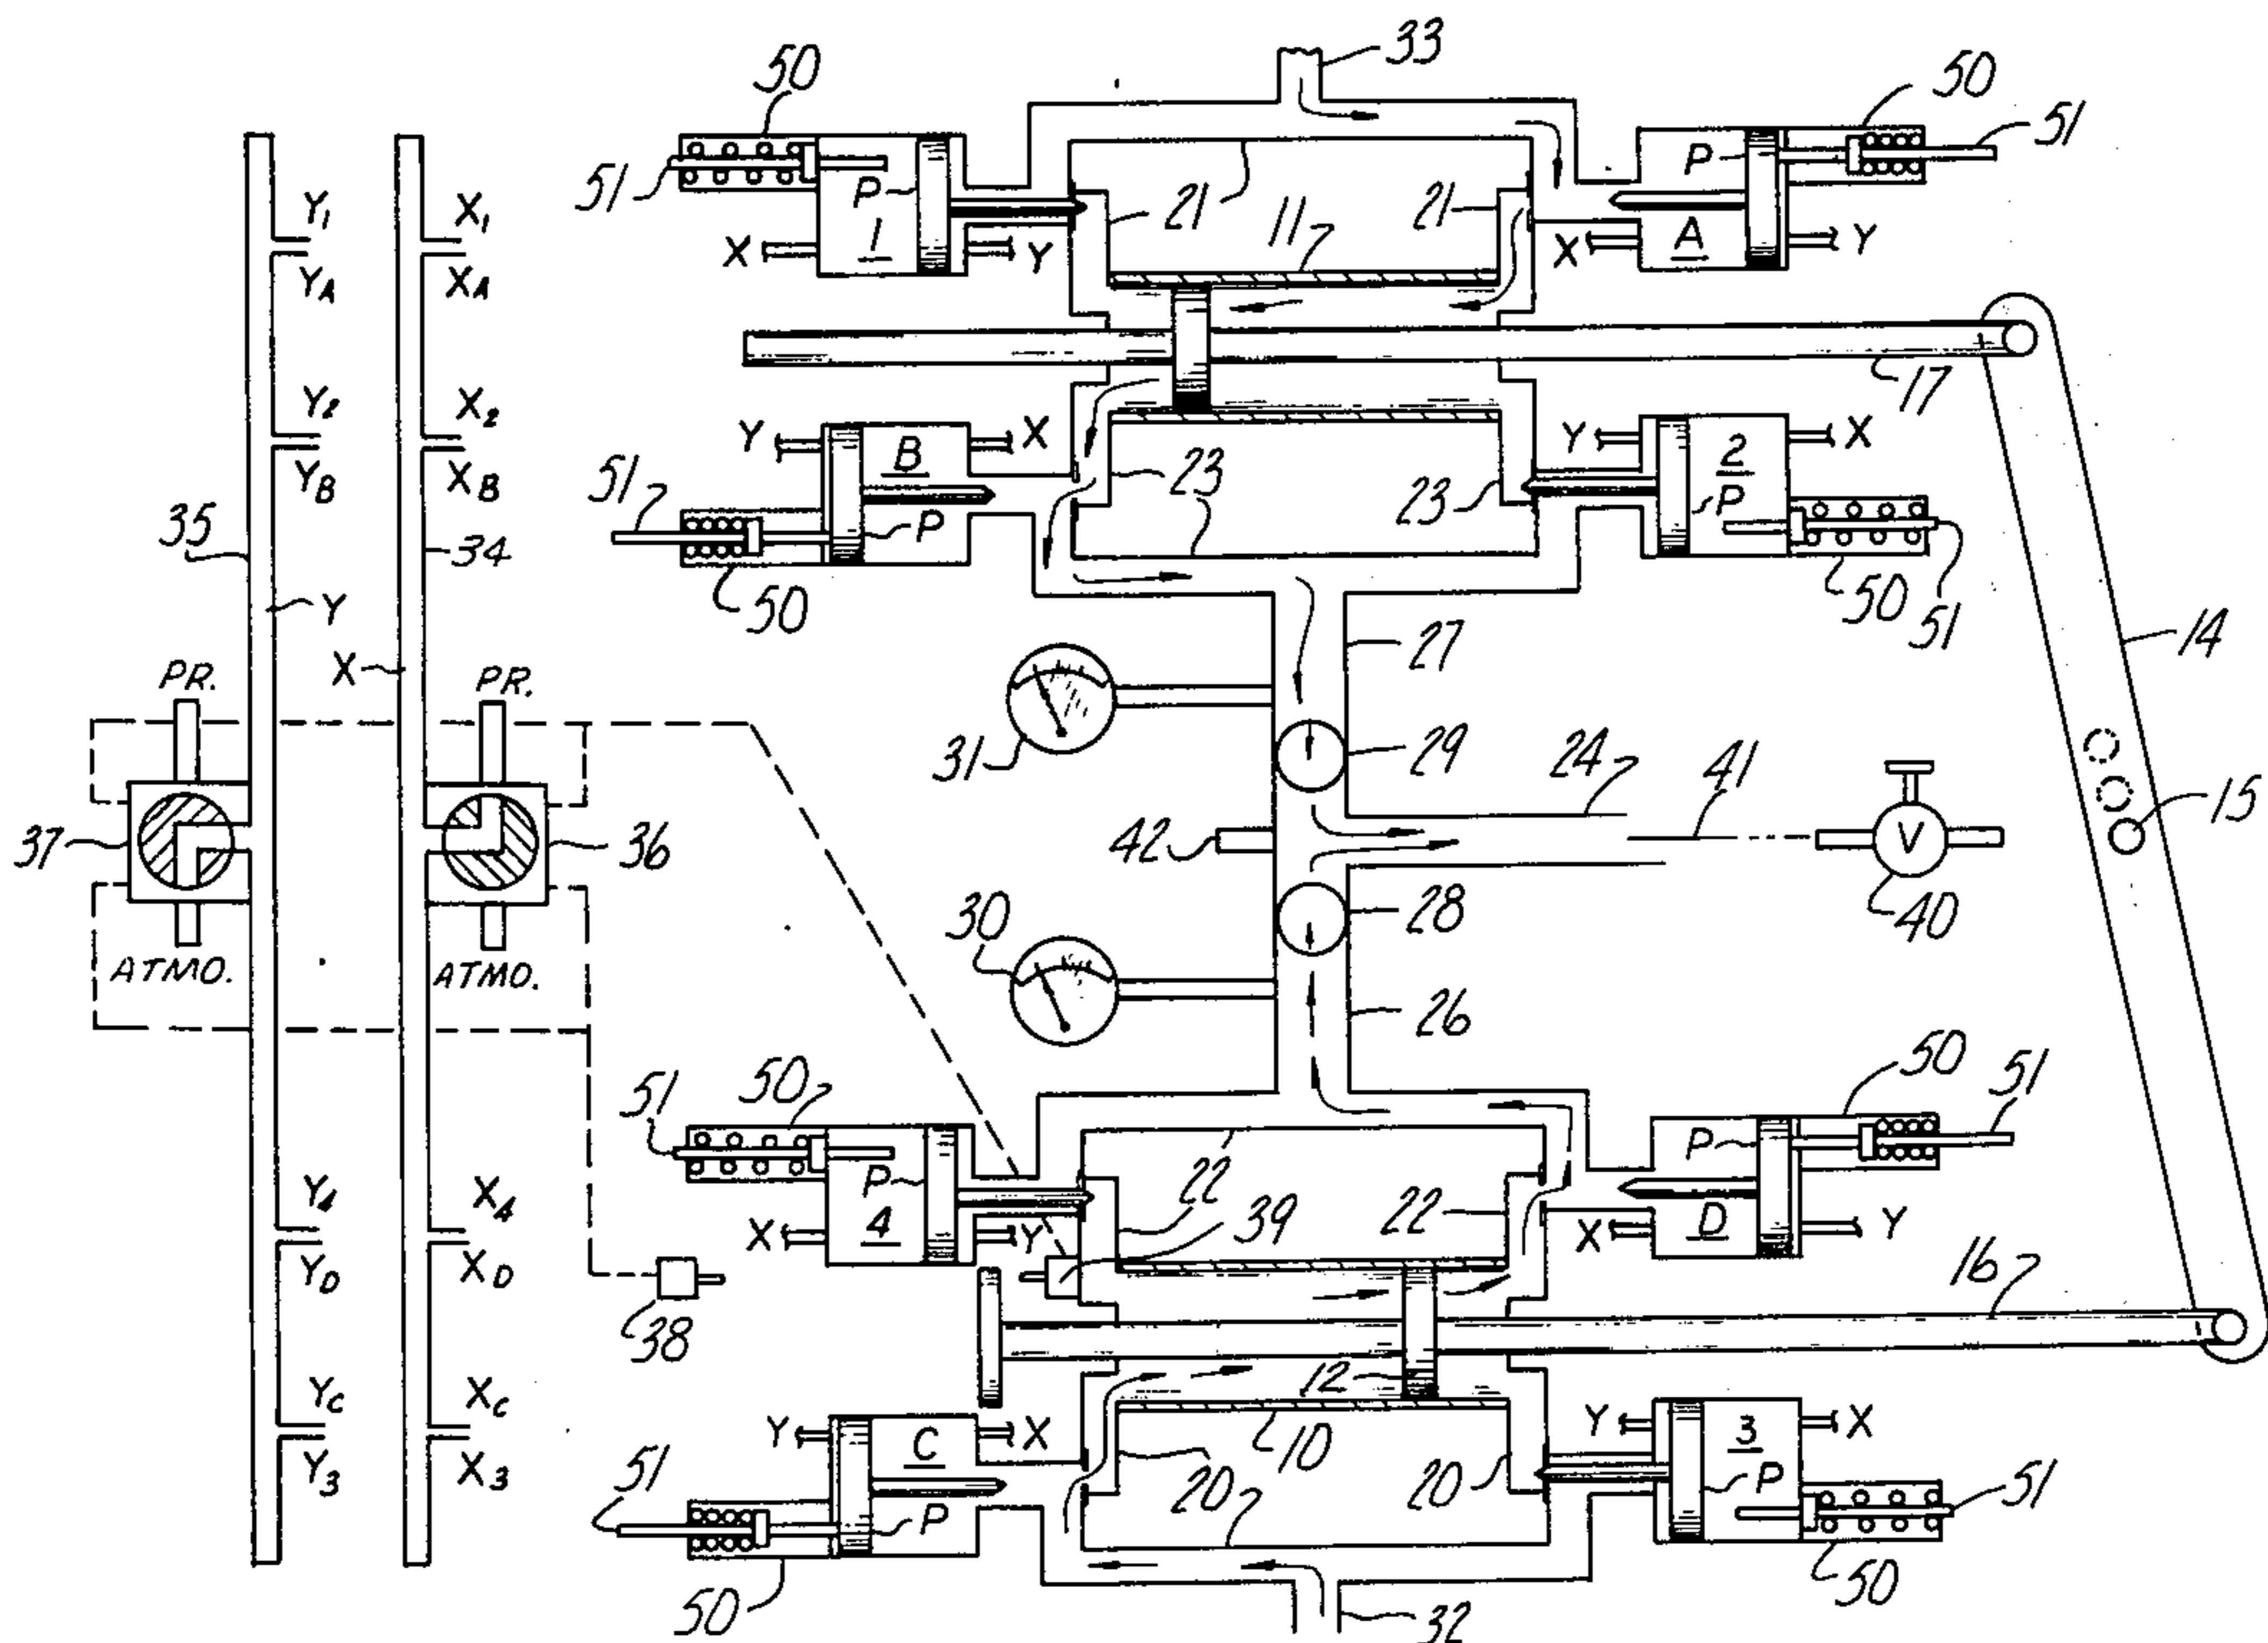 33
50
50
51
51
P
P
21
21
11
1
A
X
Y
X
Y
Y1
X1
YA
XA
17
Y2
X2
YB
XB
Y
B
X
Y
2
X
51
23
23
P
P
50
50
51
35
34
Y
X
27
14
PR.
PR.
31
29
24
41
15
37
36
42
V
40
ATMO.
ATMO.
30
28
26
51
50
50
51
P
P
22
22
4
D
X
Y
X
Y
39
Y4
X4
YD
XD
38
16
12
YC
XC
Y3
X3
Y
C
X
Y
3
X
10
51
20
20
20
P
P
51
50
50
32